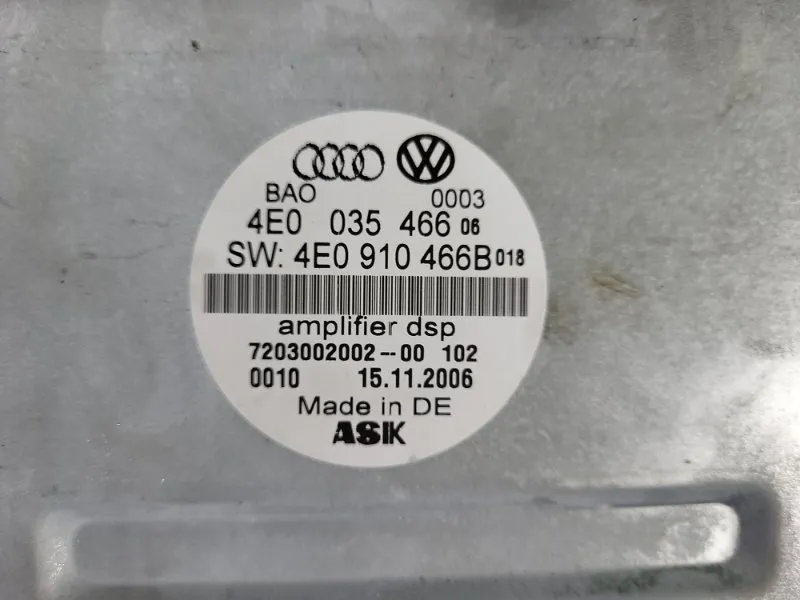 BAO 0003
4E0 035 466 06
SW: 4E0 910 466B 018
amplifier dsp
7203002002--00 102
0010 15.11.2006
Made in DE
ASK